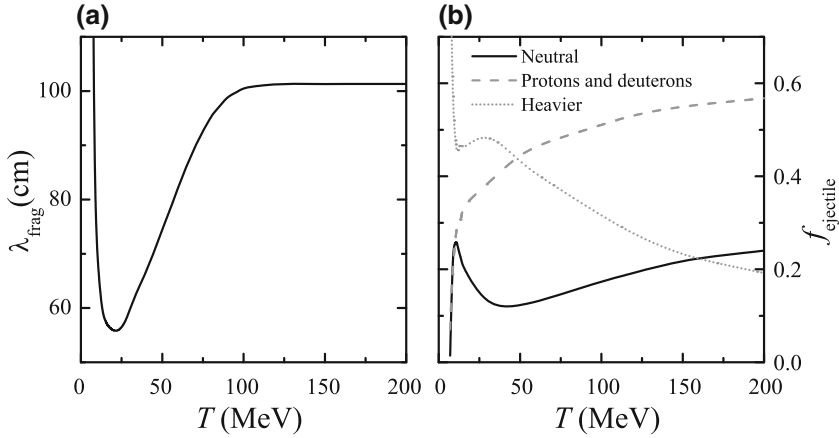 (a)
100
80
60
λfrag(cm)
0 50 100 150 200
T (MeV)
(b)
Neutral
Protons and deuterons
Heavier
0.6
0.4
0.2
0.0
fejectile
0 50 100 150 200
T (MeV)